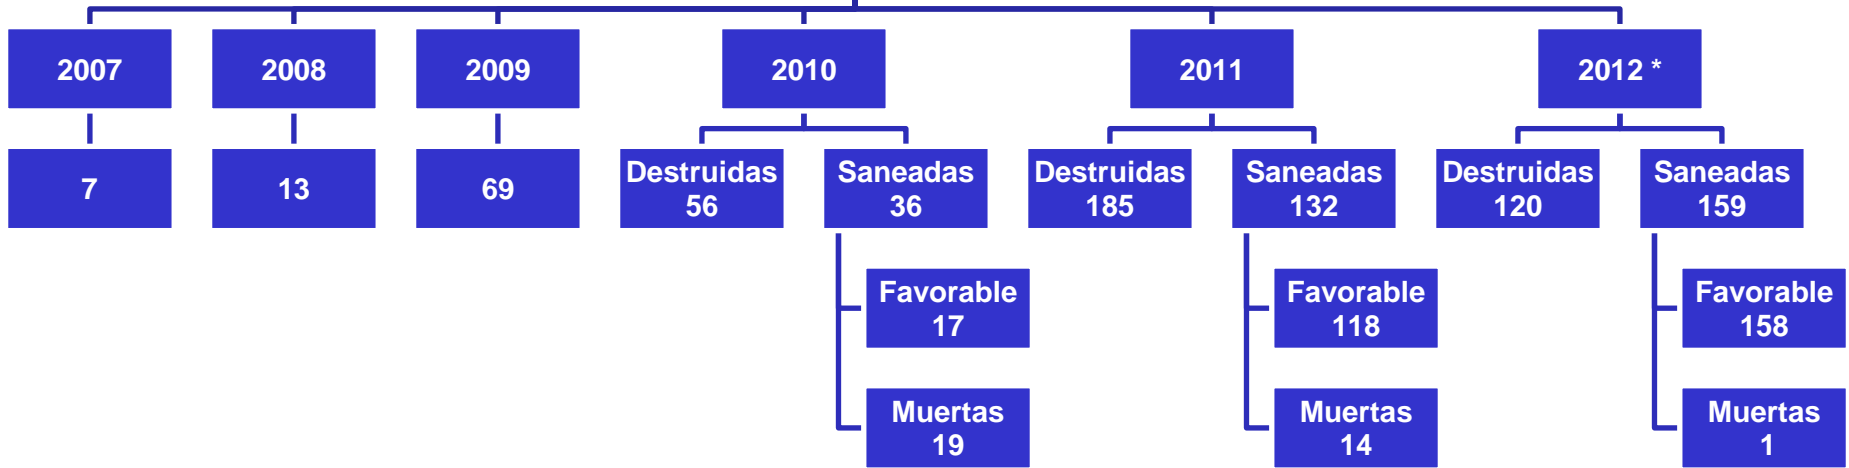 2007
2008
2009
2010
2011
2012 *
7
13
69
Destruidas
56
Saneadas
36
Destruidas
185
Saneadas
132
Destruidas
120
Saneadas
159
Favorable
17
Favorable
118
Favorable
158
Muertas
19
Muertas
14
Muertas
1